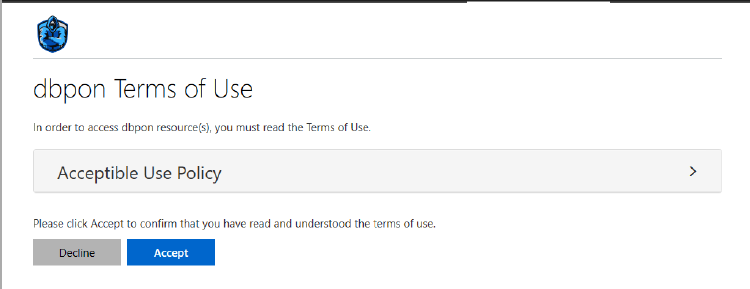 dbpon Terms of Use
In order to access dbpon resource(s), you must read the Terms of Use.
Acceptible Use Policy
Please click Accept to confirm that you have read and understood the terms of use.
Decline
Accept